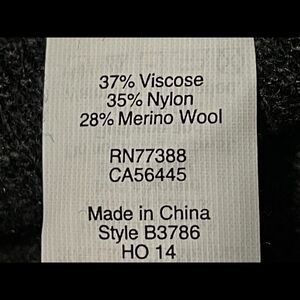 37% Viscose
35% Nylon
28% Merino Wool
RN77388
CA56445
Made in China
Style B3786
HO 14